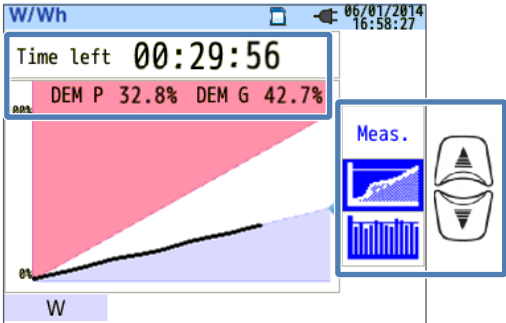 W/Wh
06/01/2014
16:58:27
Time left 00:29:56
DEM P 32.8% DEM G 42.7%
00%
Meas.
0%
W